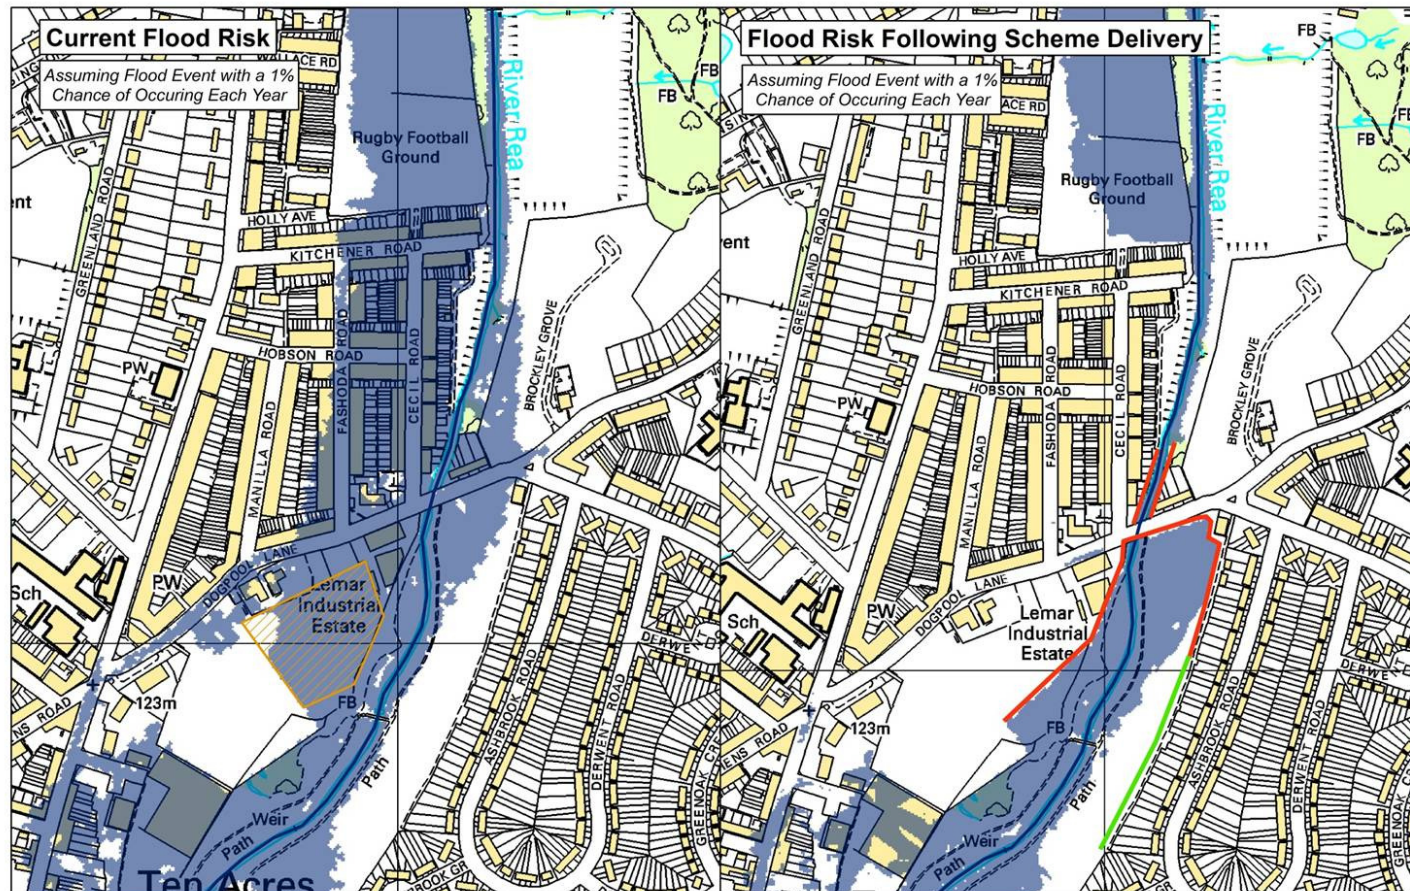 Current Flood Risk
Assuming Flood Event with a 1%
Chance of Occuring Each Year
WALLACE RD
River Rea
Rugby Football
Ground
GREENLAND ROAD
ent
HOLLY AVE
KITCHENER ROAD
FASHODA ROAD
HOBSON ROAD
CECIL ROAD
PW
MANILLA ROAD
BROCKLEY GROVE
DOGPOOL LANE
PW
Sch
Lemar
Industrial
Estate
123m
FB
ASHBROOK ROAD
DERWENT ROAD
GREENOAK CRE
Path
Weir
Path
Ten Acres
Flood Risk Following Scheme Delivery
Assuming Flood Event with a 1%
Chance of Occuring Each Year
ACE RD
FB
FB
FB
FB
River Rea
Rugby Football
Ground
GREENLAND ROAD
ent
HOLLY AVE
KITCHENER ROAD
FASHODA ROAD
HOBSON ROAD
CECIL ROAD
PW
MANILLA ROAD
BROCKLEY GROVE
DOGPOOL LANE
PW
Sch
Lemar
Industrial
Estate
123m
FB
ENS ROAD
ASHBROOK ROAD
DERWENT ROAD
Path
Weir
Path